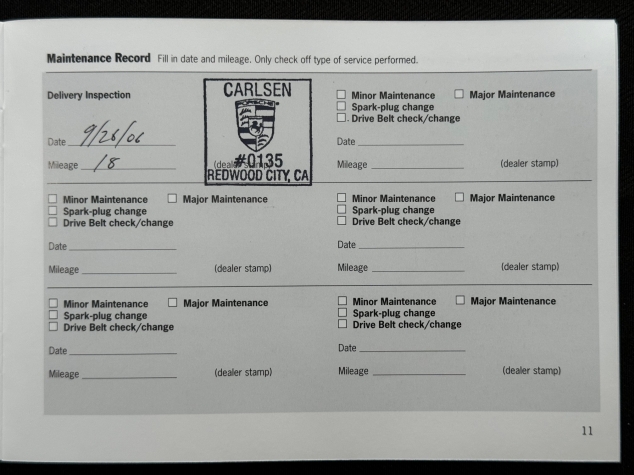 Maintenance Record Fill in date and mileage. Only check off type of service performed.
Delivery Inspection
Date 9/26/06
Mileage 18 (dealer stamp)
CARLSEN
PORSCHE
#0135
REDWOOD CITY, CA
Minor Maintenance Major Maintenance
Spark-plug change
Drive Belt check/change
Date
Mileage (dealer stamp)
Minor Maintenance Major Maintenance
Spark-plug change
Drive Belt check/change
Date
Mileage (dealer stamp)
Minor Maintenance Major Maintenance
Spark-plug change
Drive Belt check/change
Date
Mileage (dealer stamp)
Minor Maintenance Major Maintenance
Spark-plug change
Drive Belt check/change
Date
Mileage (dealer stamp)
Minor Maintenance Major Maintenance
Spark-plug change
Drive Belt check/change
Date
Mileage (dealer stamp)
11